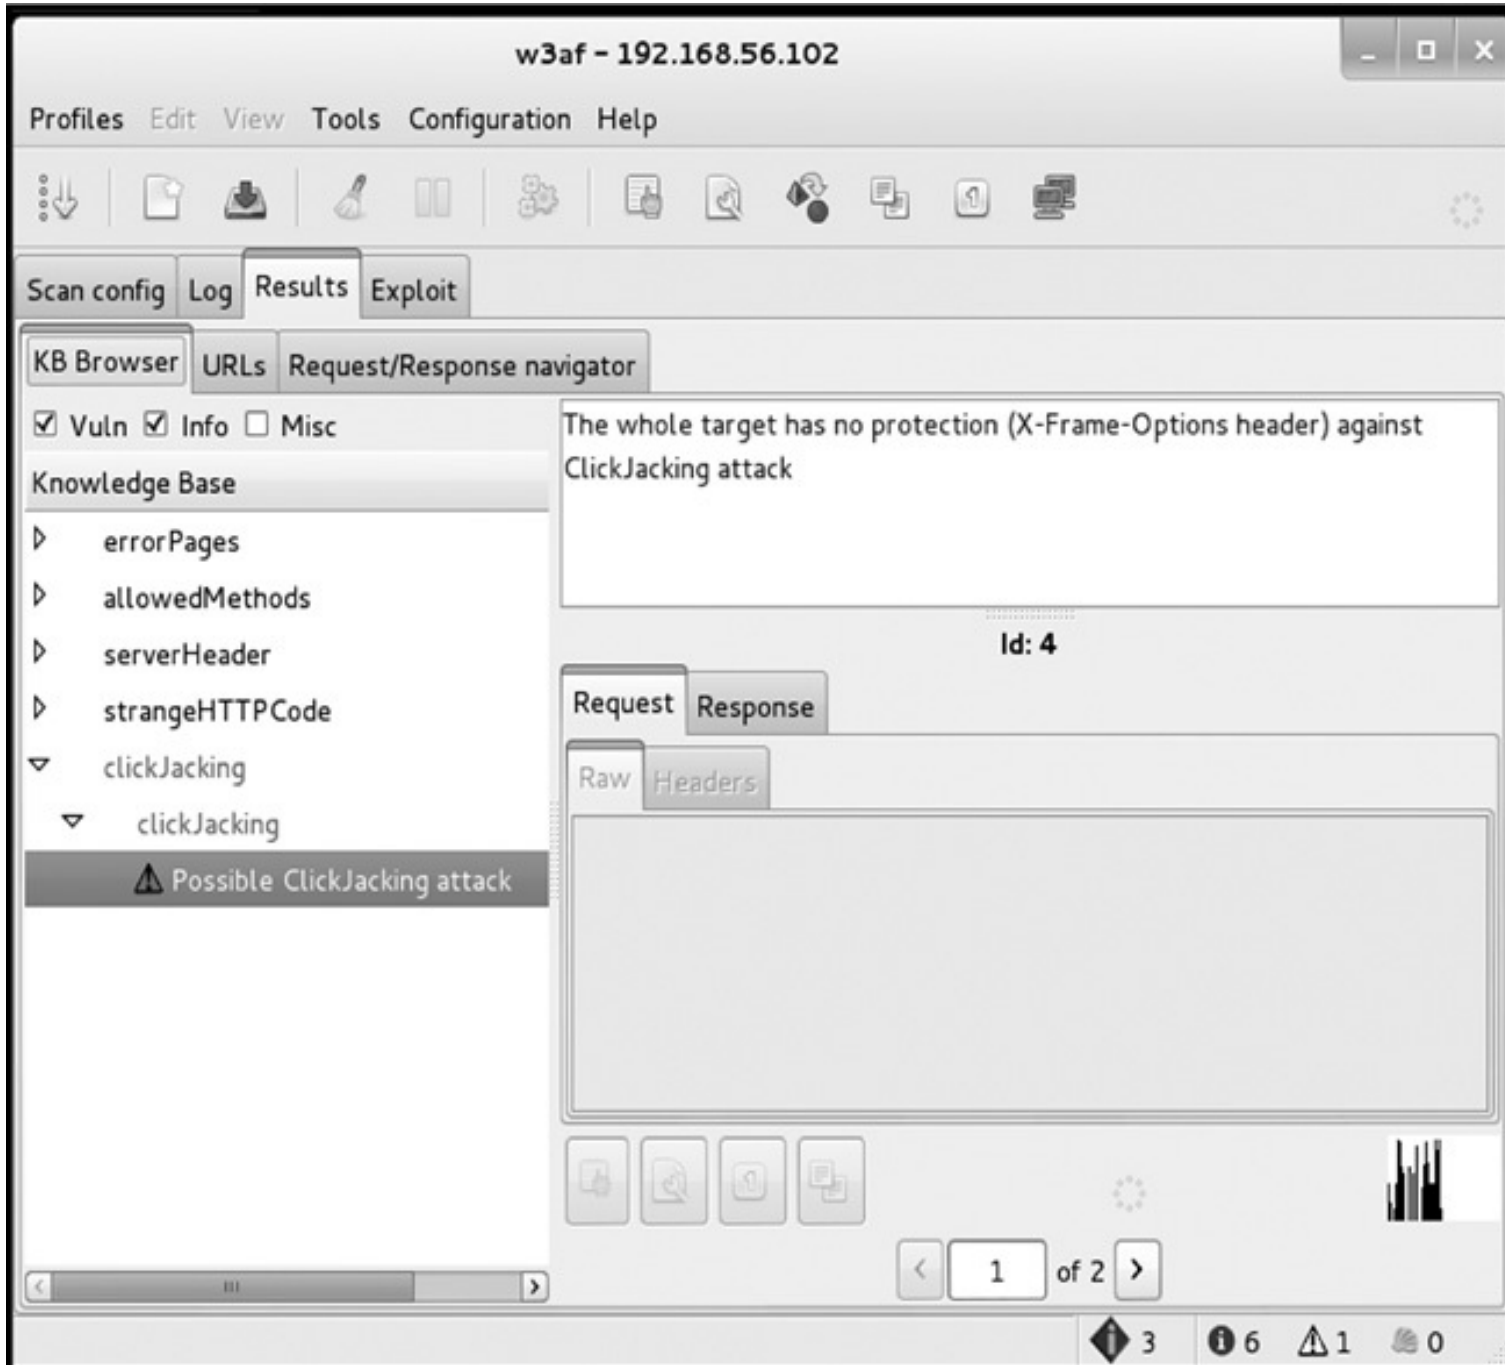 w3af - 192.168.56.102
Profiles Edit View Tools Configuration Help
Scan config Log Results Exploit
KB Browser URLs Request/Response navigator
Vuln Info Misc
Knowledge Base
errorPages
allowedMethods
serverHeader
strangeHTTPCode
clickJacking
clickJacking
Possible ClickJacking attack
The whole target has no protection (X-Frame-Options header) against
ClickJacking attack
Id: 4
Request Response
Raw Headers
1 of 2
3 6 1 0